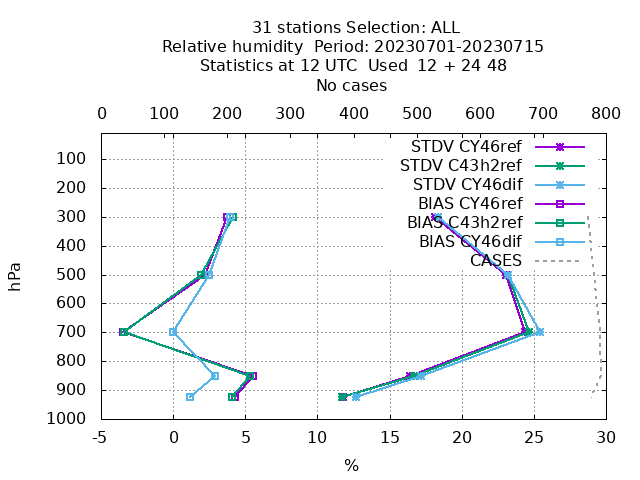 31 stations Selection: ALL
Relative humidity  Period: 20230701-20230715
Statistics at 12 UTC  Used  12 + 24 48
No cases
0 100 200 300 400 500 600 700 800
STDV CY46ref
STDV C43h2ref
STDV CY46dif
BIAS CY46ref
BIAS C43h2ref
BIAS CY46dif
CASES
100
200
300
400
500
600
700
800
900
1000
hPa
-5 0 5 10 15 20 25 30
%